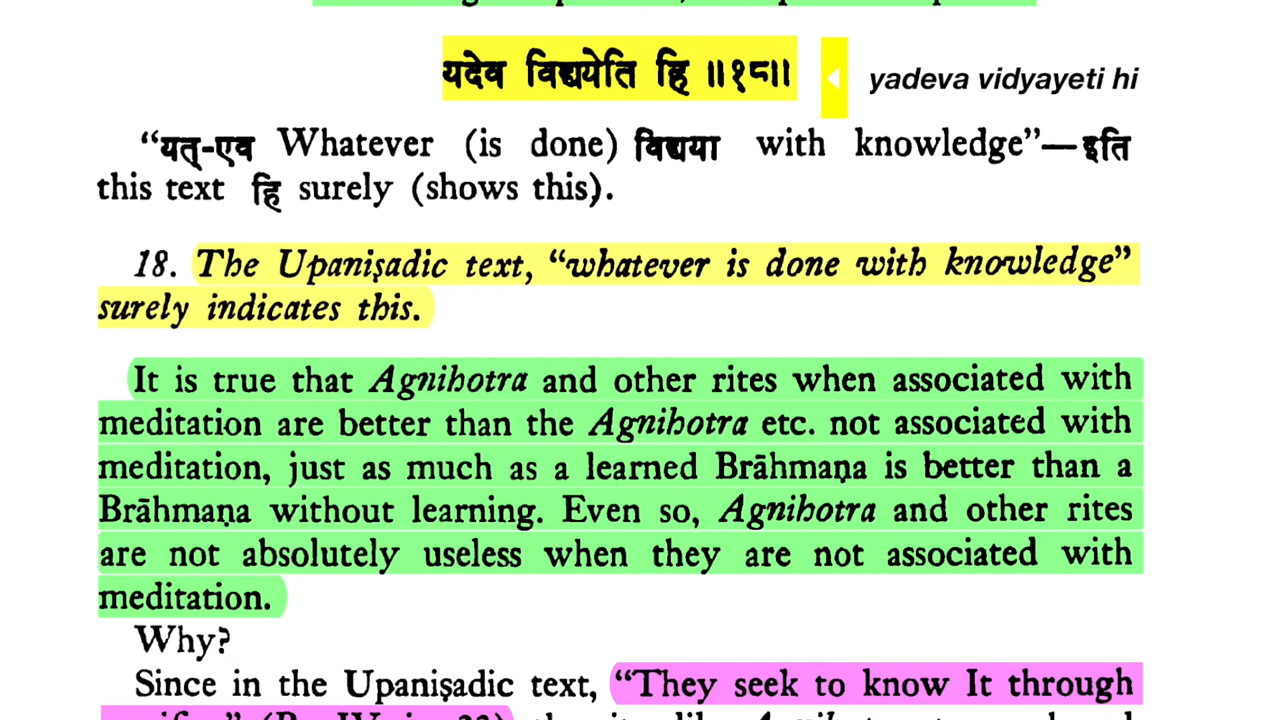 यदेव विद्ययेति हि ॥१८॥ yadeva vidyayeti hi
“यत्-एव Whatever (is done) विद्यया with knowledge”—इति
this text हि surely (shows this).
18. The Upaniṣadic text, “whatever is done with knowledge”
surely indicates this.
It is true that Agnihotra and other rites when associated with
meditation are better than the Agnihotra etc. not associated with
meditation, just as much as a learned Brāhmaṇa is better than a
Brāhmaṇa without learning. Even so, Agnihotra and other rites
are not absolutely useless when they are not associated with
meditation.
Why?
Since in the Upaniṣadic text, “They seek to know It through